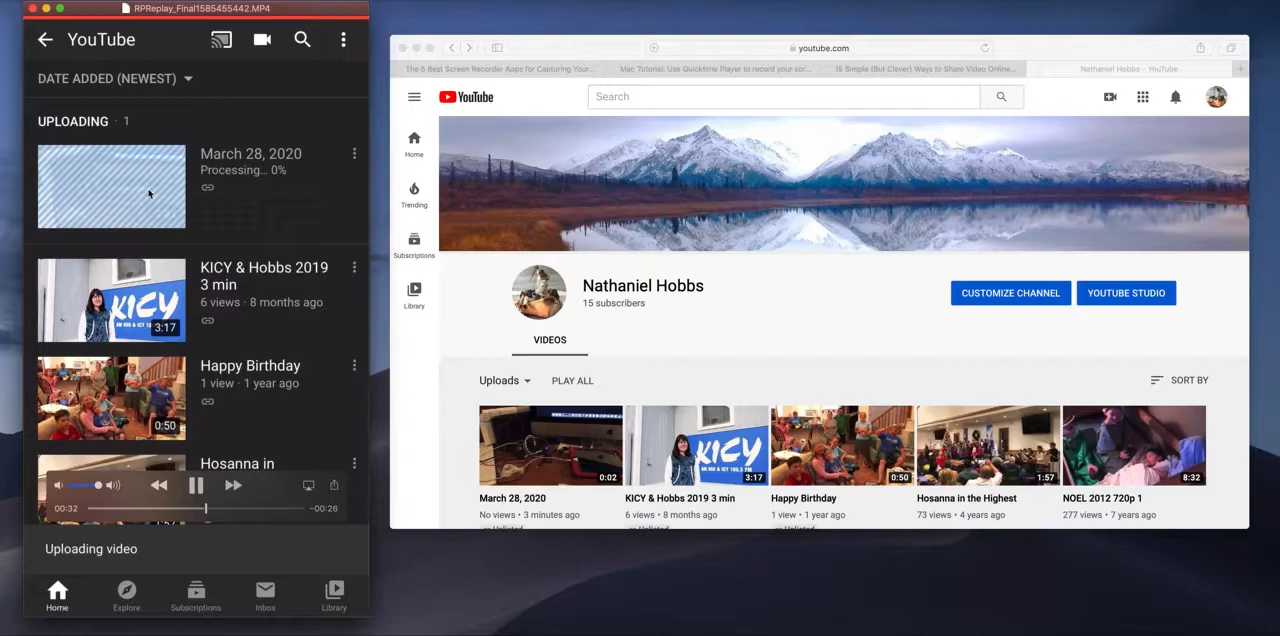 RPReplay_Final1585455442.MP4
YouTube
DATE ADDED (NEWEST)
UPLOADING · 1
March 28, 2020
Processing... 0%
KICY & Hobbs 2019
3 min
6 views · 8 months ago
KICY
3:17
Happy Birthday
1 view · 1 year ago
0:50
Hosanna in
00:32
-00:26
Uploading video
Home
Explore
Subscriptions
Inbox
Library
youtube.com
The 6 Best Screen Recorder Apps for Capturing Your...
Mac Tutorial: Use Quicktime Player to record your scr...
15 Simple (But Clever) Ways to Share Video Online...
Nathaniel Hobbs - YouTube
YouTube
Search
Home
Trending
Subscriptions
Library
Nathaniel Hobbs
15 subscribers
CUSTOMIZE CHANNEL
YOUTUBE STUDIO
VIDEOS
Uploads
PLAY ALL
SORT BY
0:02
KICY
3:17
0:50
1:57
8:32
March 28, 2020
KICY & Hobbs 2019 3 min
Happy Birthday
Hosanna in the Highest
NOEL 2012 720p 1
No views • 3 minutes ago
6 views • 8 months ago
1 view • 1 year ago
73 views • 4 years ago
277 views • 7 years ago